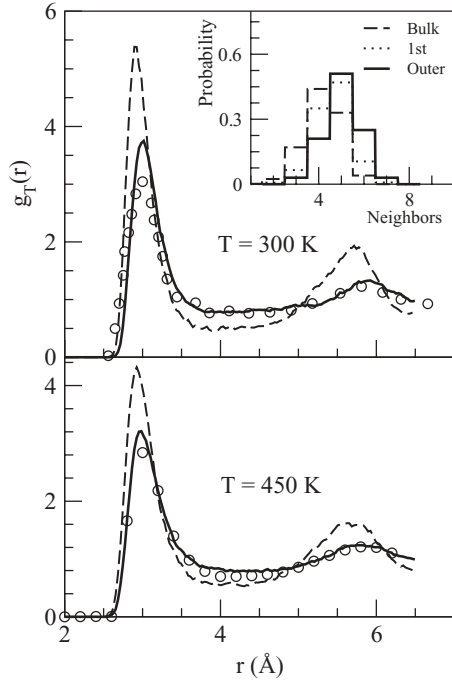 6
4
2
0
g_T(r)
0.6
0.3
0
Probability
Bulk
1st
Outer
4 8
Neighbors
T = 300 K
4
2
0
T = 450 K
2 4 6
r (Å)